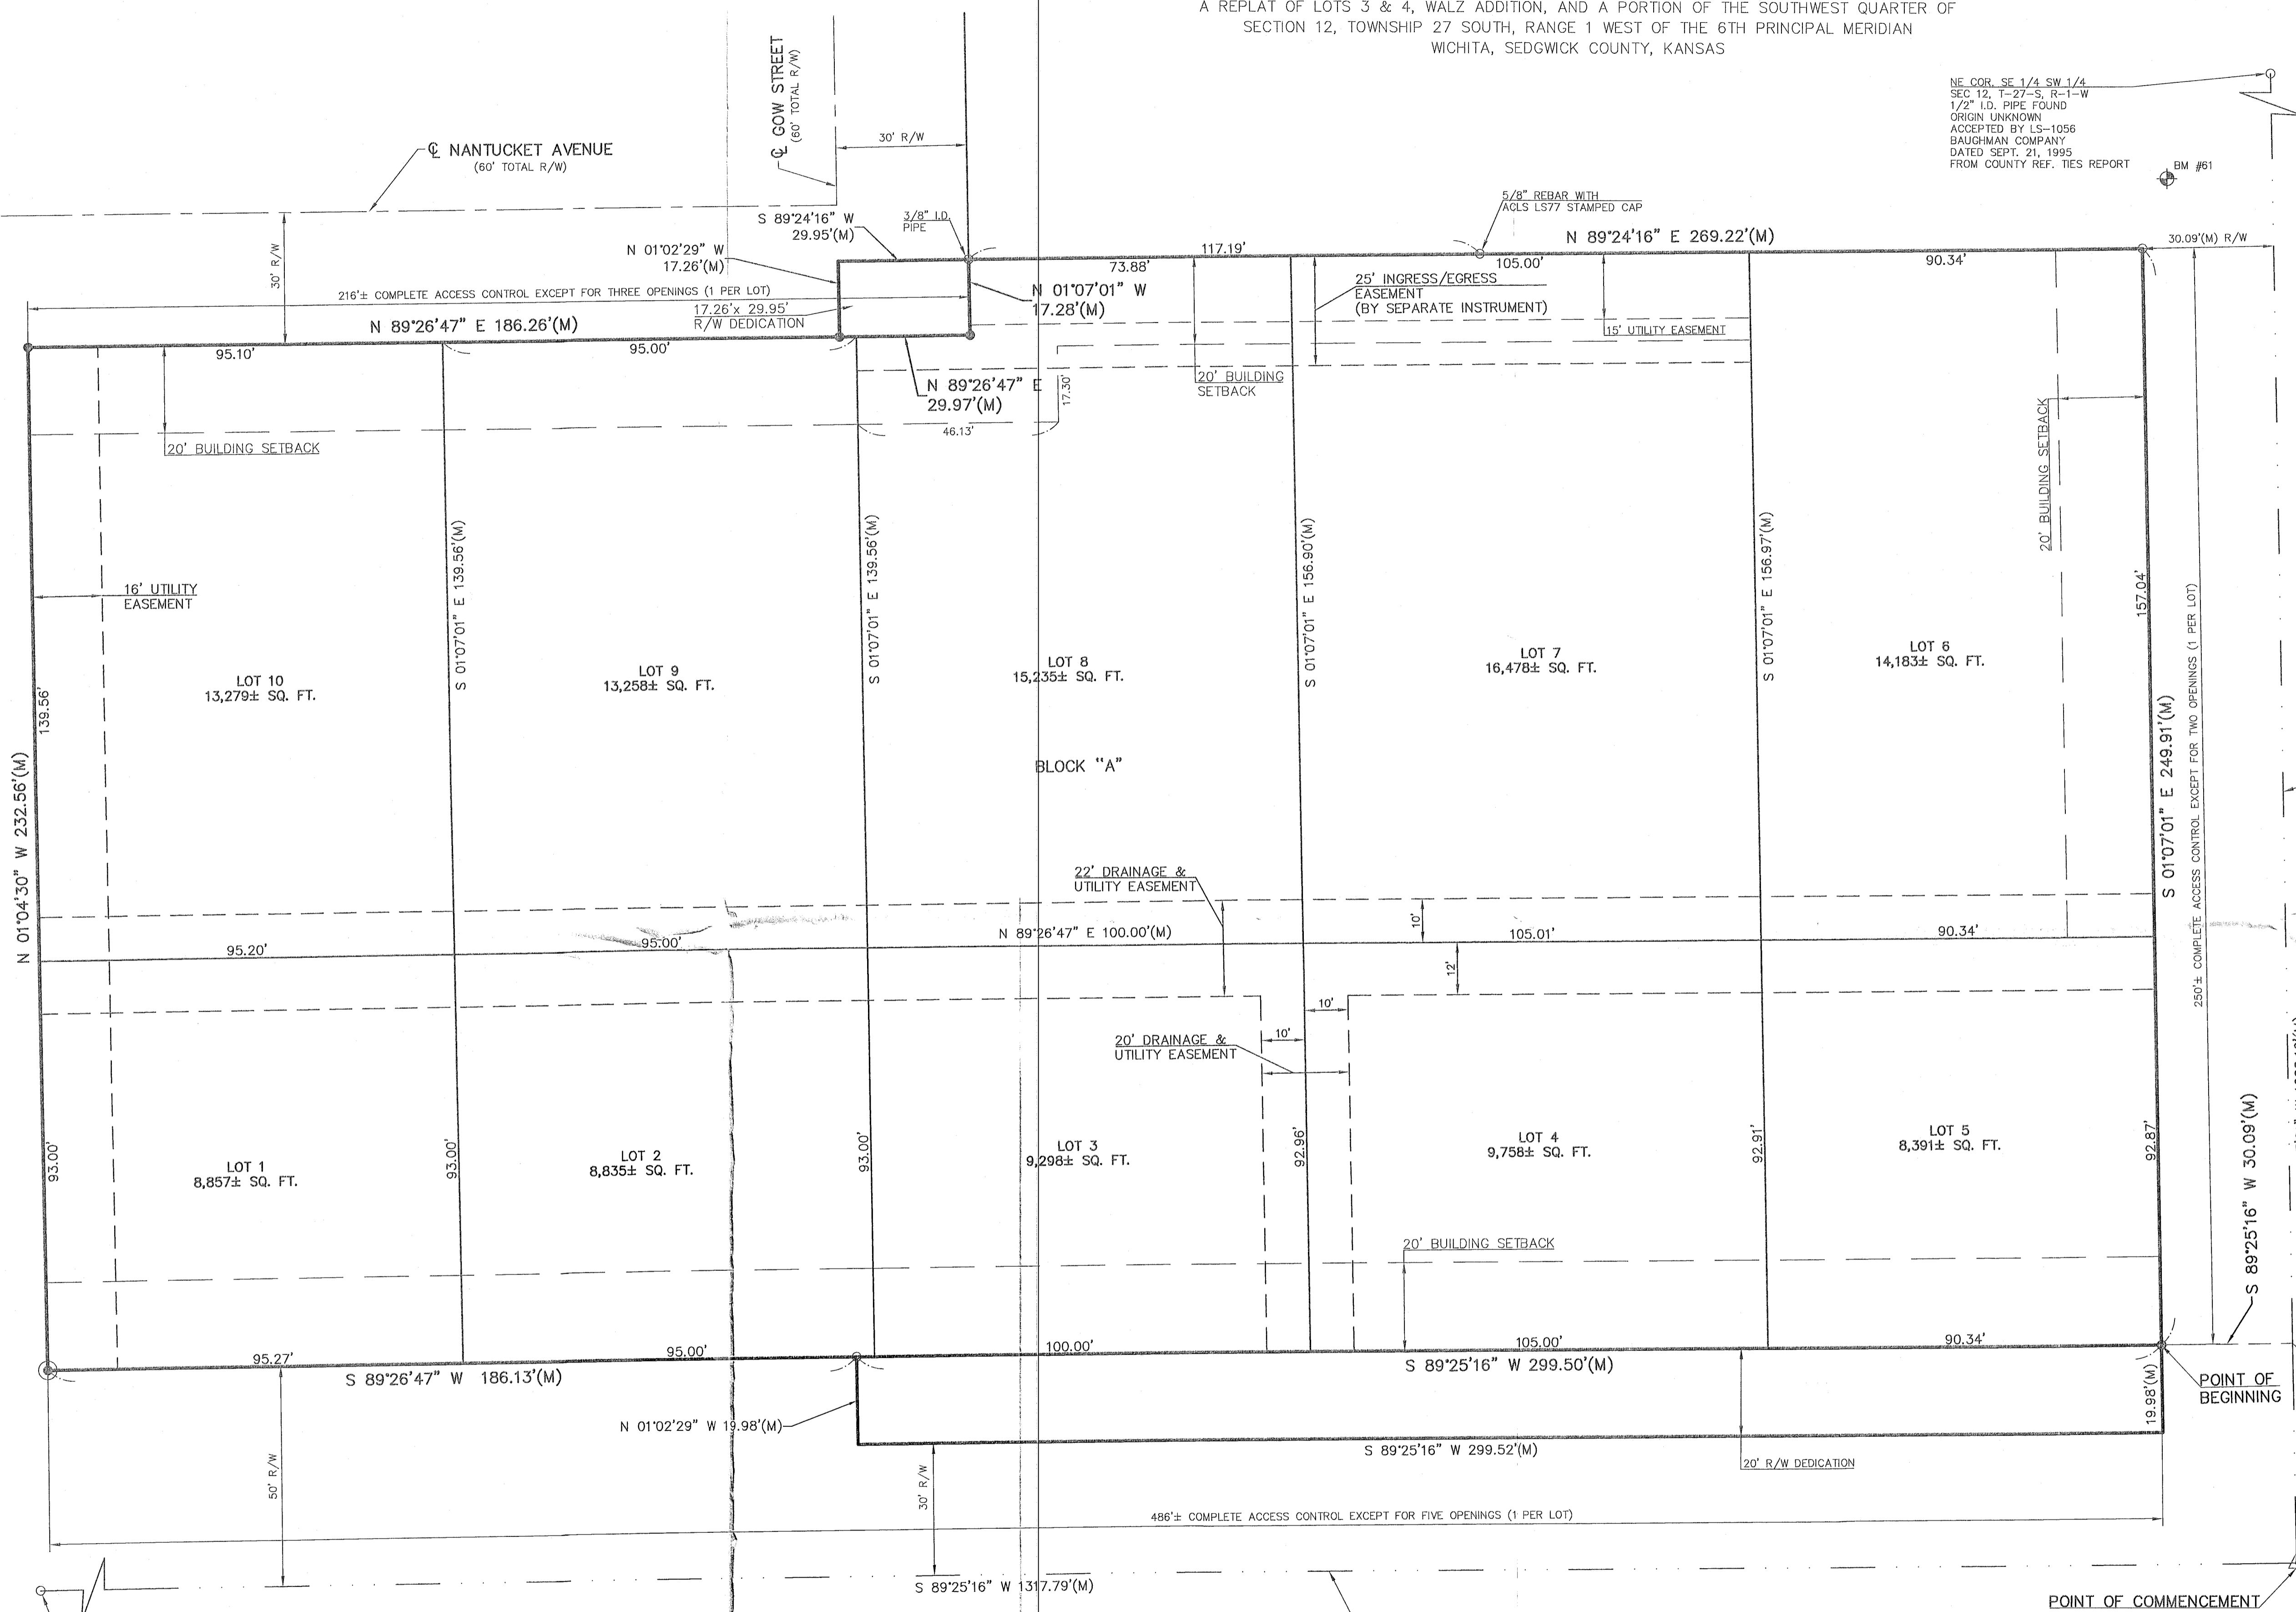 A REPLAT OF LOTS 3 & 4, WALZ ADDITION, AND A PORTION OF THE SOUTHWEST QUARTER OF
SECTION 12, TOWNSHIP 27 SOUTH, RANGE 1 WEST OF THE 6TH PRINCIPAL MERIDIAN
WICHITA, SEDGWICK COUNTY, KANSAS
NE COR. SE 1/4 SW 1/4
SEC 12, T-27-S, R-1-W
1/2" I.D. PIPE FOUND
ORIGIN UNKNOWN
ACCEPTED BY LS-1056
BAUGHMAN COMPANY
DATED SEPT. 21, 1995
FROM COUNTY REF. TIES REPORT
BM #61
℄ GOW STREET
(60' TOTAL R/W)
30' R/W
℄ NANTUCKET AVENUE
(60' TOTAL R/W)
30' R/W
S 89°24'16" W
29.95'(M)
3/8" I.D.
PIPE
5/8" REBAR WITH
ACLS LS77 STAMPED CAP
N 01°02'29" W
17.26'(M)
117.19'
73.88'
N 89°24'16" E 269.22'(M)
105.00'
90.34'
30.09'(M) R/W
216'± COMPLETE ACCESS CONTROL EXCEPT FOR THREE OPENINGS (1 PER LOT)
17.26'x 29.95'
R/W DEDICATION
N 01°07'01" W
17.28'(M)
25' INGRESS/EGRESS
EASEMENT
(BY SEPARATE INSTRUMENT)
15' UTILITY EASEMENT
N 89°26'47" E 186.26'(M)
95.10'
95.00'
N 89°26'47" E
29.97'(M)
17.30'
46.13'
20' BUILDING
SETBACK
20' BUILDING SETBACK
20' BUILDING SETBACK
16' UTILITY
EASEMENT
S 01°07'01" E 139.56'(M)
S 01°07'01" E 139.56'(M)
S 01°07'01" E 156.90'(M)
S 01°07'01" E 156.97'(M)
157.04'
LOT 10
13,279± SQ. FT.
LOT 9
13,258± SQ. FT.
LOT 8
15,235± SQ. FT.
LOT 7
16,478± SQ. FT.
LOT 6
14,183± SQ. FT.
139.56'
N 01°04'30" W 232.56'(M)
BLOCK "A"
S 01°07'01" E 249.91'(M)
250'± COMPLETE ACCESS CONTROL EXCEPT FOR TWO OPENINGS (1 PER LOT)
22' DRAINAGE &
UTILITY EASEMENT
95.20'
95.00'
N 89°26'47" E 100.00'(M)
10'
105.01'
90.34'
12'
10'
10'
20' DRAINAGE &
UTILITY EASEMENT
93.00'
93.00'
93.00'
92.96'
92.91'
92.87'
LOT 1
8,857± SQ. FT.
LOT 2
8,835± SQ. FT.
LOT 3
9,298± SQ. FT.
LOT 4
9,758± SQ. FT.
LOT 5
8,391± SQ. FT.
S 89°25'16" W 30.09'(M)
20' BUILDING SETBACK
95.27'
95.00'
100.00'
105.00'
90.34'
S 89°26'47" W 186.13'(M)
S 89°25'16" W 299.50'(M)
POINT OF
BEGINNING
19.98'(M)
N 01°02'29" W 19.98'(M)
S 89°25'16" W 299.52'(M)
20' R/W DEDICATION
50' R/W
30' R/W
486'± COMPLETE ACCESS CONTROL EXCEPT FOR FIVE OPENINGS (1 PER LOT)
S 89°25'16" W 1317.79'(M)
POINT OF COMMENCEMENT